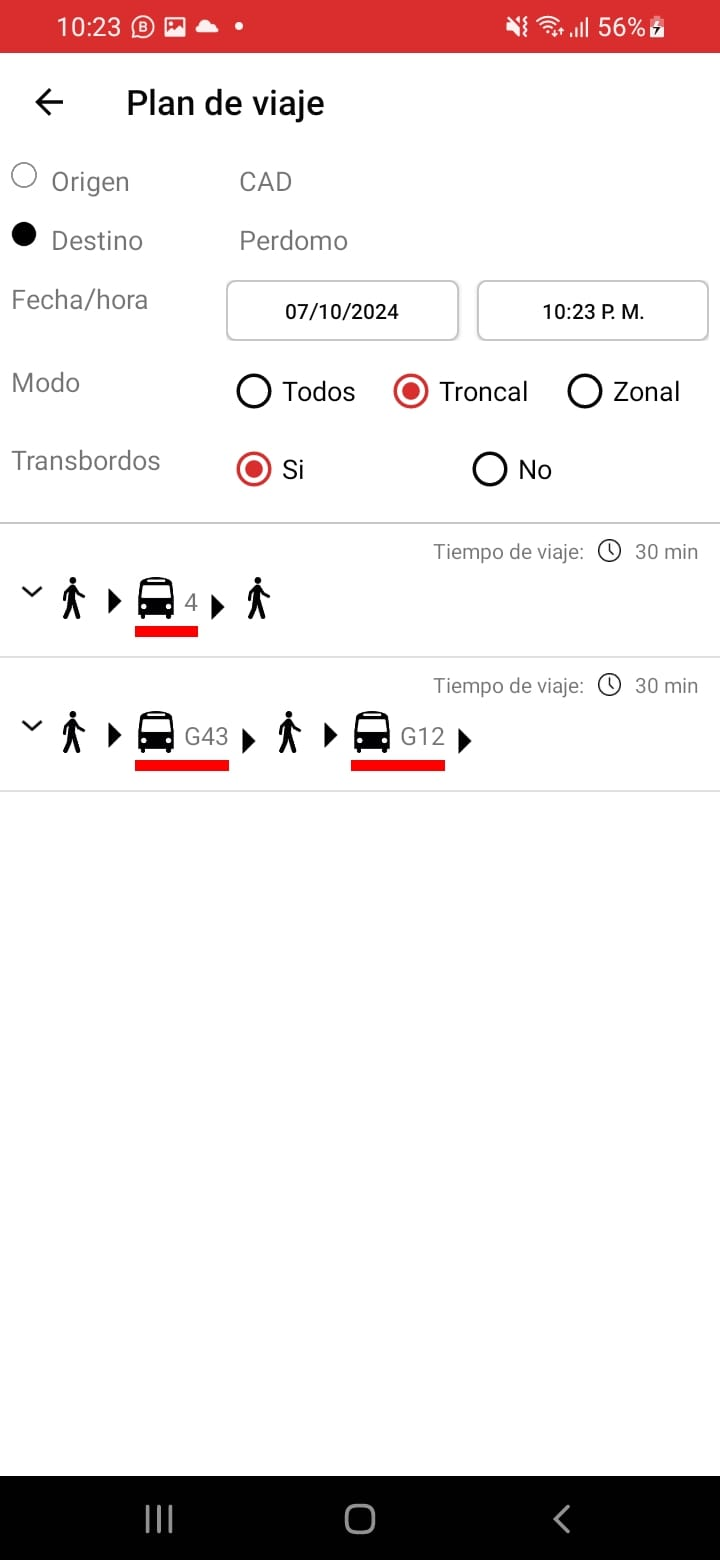 10:23 56%
Plan de viaje
Origen CAD
Destino Perdomo
Fecha/hora 07/10/2024 10:23 P. M.
Modo Todos Troncal Zonal
Transbordos Si No
Tiempo de viaje: 30 min
4
Tiempo de viaje: 30 min
G43 G12